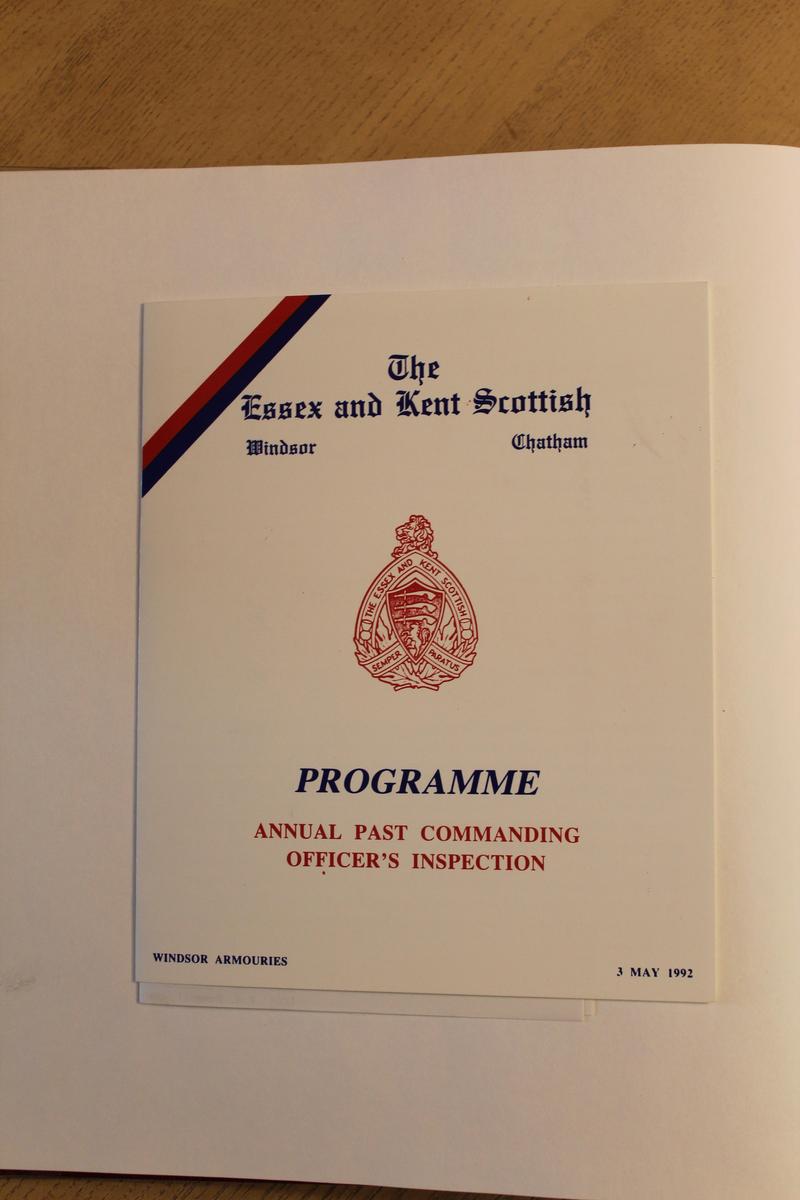 The
Essex and Kent Scottish
Windsor Chatham
THE ESSEX AND KENT SCOTTISH
SEMPER PARATUS
PROGRAMME
ANNUAL PAST COMMANDING
OFFICER'S INSPECTION
WINDSOR ARMOURIES
3 MAY 1992